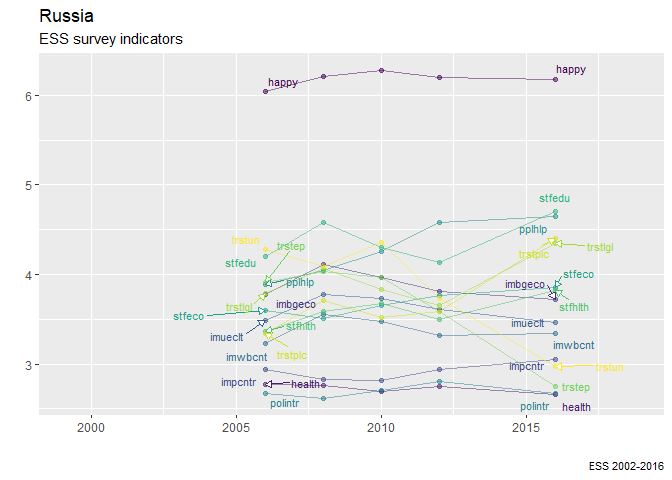 Russia
ESS survey indicators
happy
happy
6
5
stfedu
trstun
trstep
pplhlp
trstlgl
stfedu
trstplc
4
pplhlp
stfeco
imbgeco
trstlgl
imbgeco
stfhlth
stfeco
stfhlth
imueclt
imueclt
imwbcnt
trstplc
imwbcnt
3
impcntr
trstun
impcntr
health
trstep
polintr
polintr
health
2000
2005
2010
2015
ESS 2002-2016